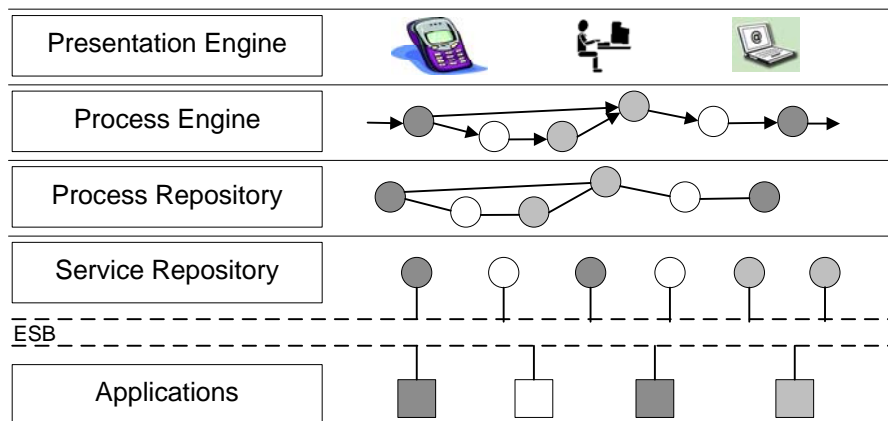 Presentation Engine
Process Engine
Process Repository
Service Repository
ESB
Applications
@